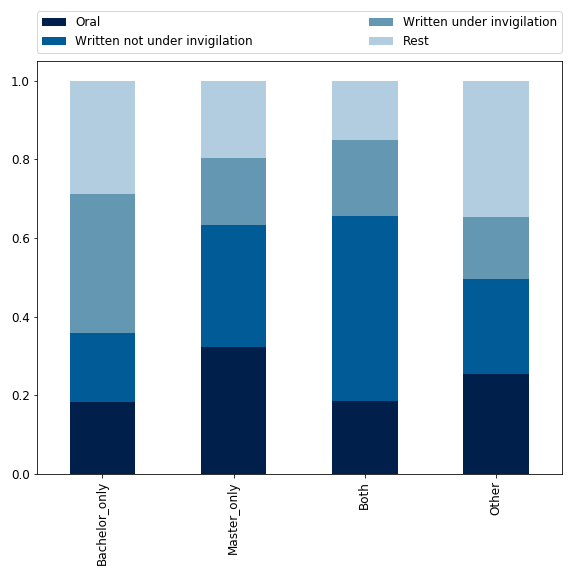 Oral
Written not under invigilation
Written under invigilation
Rest
1.0
0.8
0.6
0.4
0.2
0.0
Bachelor_only
Master_only
Both
Other